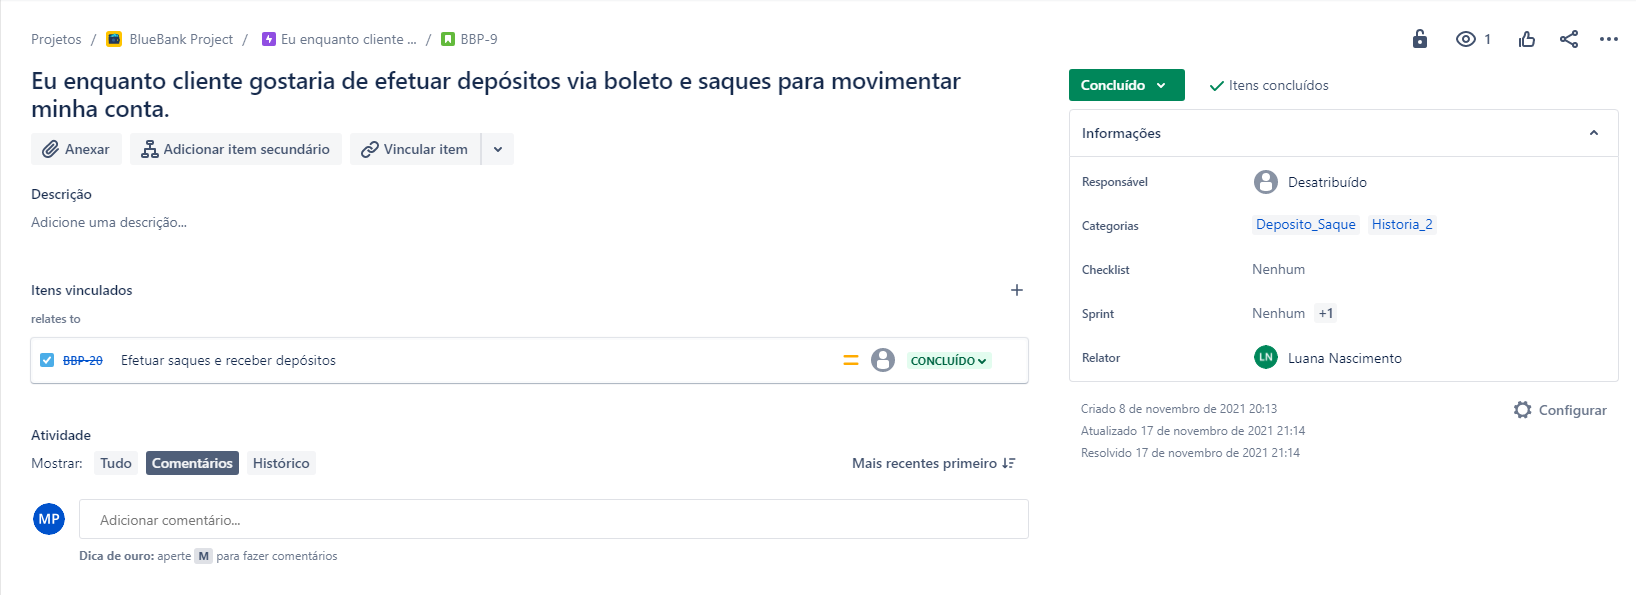 Projetos / BlueBank Project / Eu enquanto cliente ... / BBP-9
1
Eu enquanto cliente gostaria de efetuar depósitos via boleto e saques para movimentar
minha conta.
Anexar Adicionar item secundário Vincular item
Descrição
Adicione uma descrição...
Itens vinculados
relates to
BBP-20 Efetuar saques e receber depósitos CONCLUÍDO
Atividade
Mostrar: Tudo Comentários Histórico Mais recentes primeiro
MP Adicionar comentário...
Dica de ouro: aperte M para fazer comentários
Concluído Itens concluídos
Informações
Responsável Desatribuído
Categorias Deposito_Saque Historia_2
Checklist Nenhum
Sprint Nenhum +1
Relator LN Luana Nascimento
Criado 8 de novembro de 2021 20:13
Atualizado 17 de novembro de 2021 21:14
Resolvido 17 de novembro de 2021 21:14
Configurar